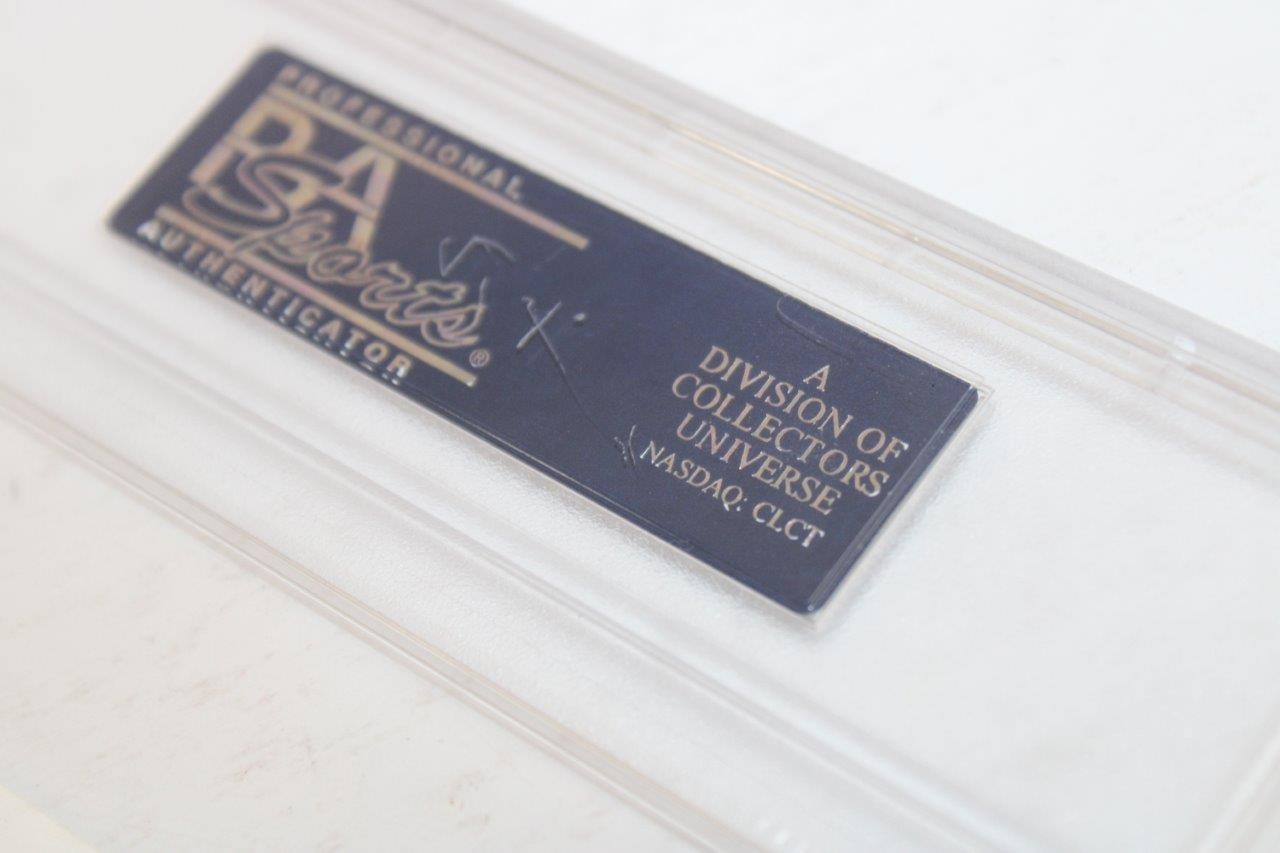 PROFESSIONAL
PSA
Sports®
AUTHENTICATOR
A
DIVISION OF
COLLECTORS
UNIVERSE
NASDAQ: CLCT